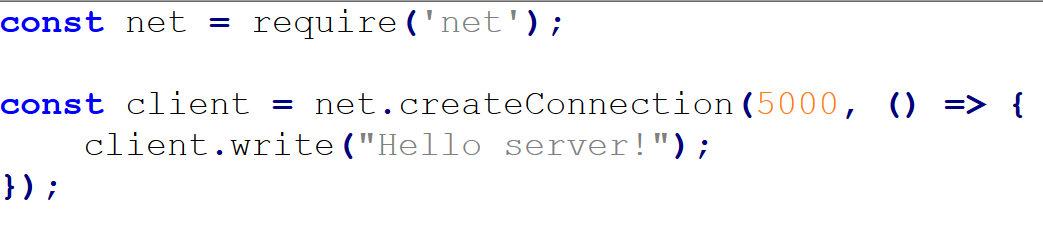 const net = require('net');

const client = net.createConnection(5000, () => {
    client.write("Hello server!");
});